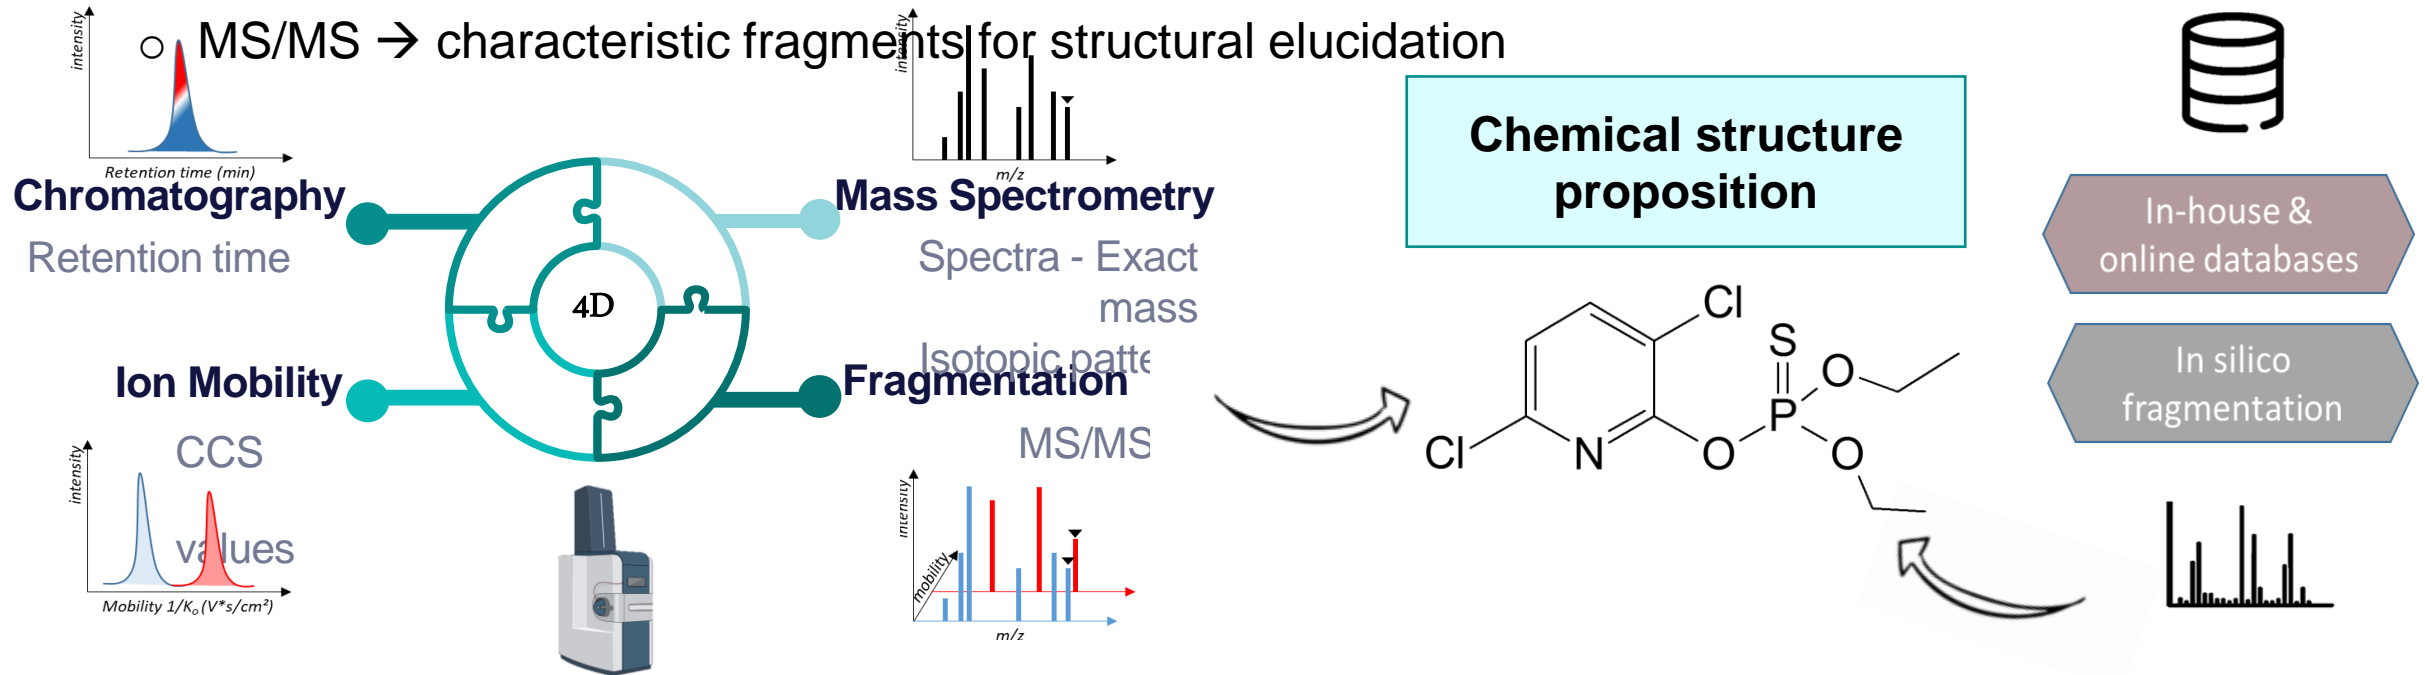 ○ MS/MS → characteristic fragments for structural elucidation
intensity
Retention time (min)
Chromatography
Retention time
intensity
m/z
Mass Spectrometry
Spectra - Exact
mass
Isotopic patte
4D
Ion Mobility
CCS
values
intensity
Mobility 1/K₀ (V*s/cm²)
Fragmentation
MS/MS
intensity
mobility
m/z
Chemical structure
proposition
Cl
S
O
P
Cl
N
O
O
In-house &
online databases
In silico
fragmentation